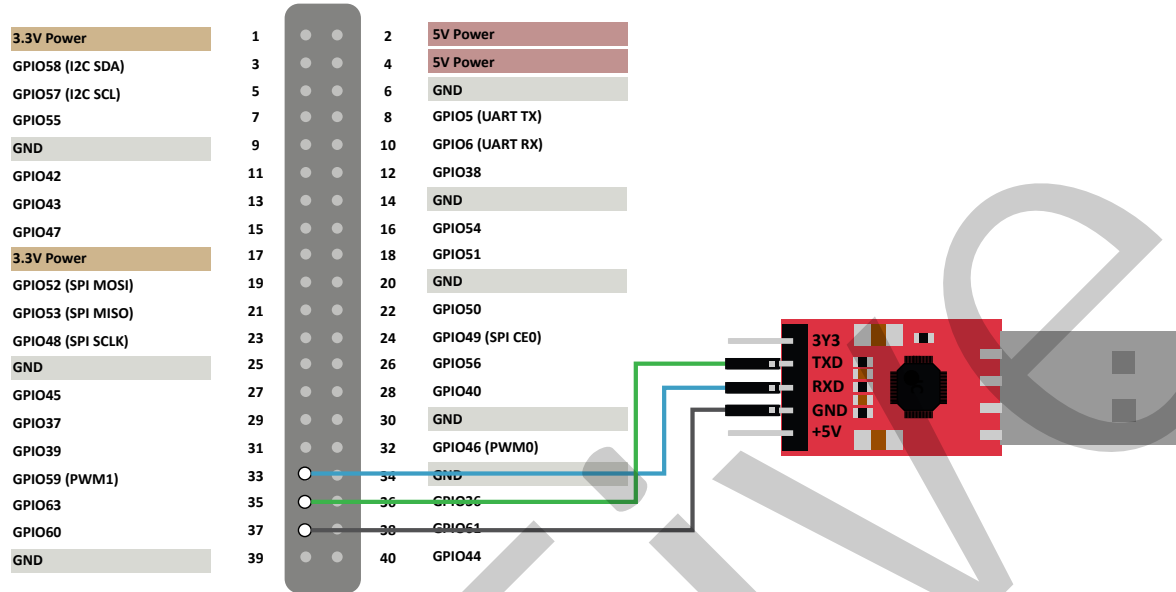 3.3V Power 1 2 5V Power
GPIO58 (I2C SDA) 3 4 5V Power
GPIO57 (I2C SCL) 5 6 GND
GPIO55 7 8 GPIO5 (UART TX)
GND 9 10 GPIO6 (UART RX)
GPIO42 11 12 GPIO38
GPIO43 13 14 GND
GPIO47 15 16 GPIO54
3.3V Power 17 18 GPIO51
GPIO52 (SPI MOSI) 19 20 GND
GPIO53 (SPI MISO) 21 22 GPIO50
GPIO48 (SPI SCLK) 23 24 GPIO49 (SPI CE0)
GND 25 26 GPIO56
GPIO45 27 28 GPIO40
GPIO37 29 30 GND
GPIO39 31 32 GPIO46 (PWM0)
GPIO59 (PWM1) 33 34 GND
GPIO63 35 36 GPIO36
GPIO60 37 38 GPIO61
GND 39 40 GPIO44
3Y3
TXD
RXD
GND
+5V